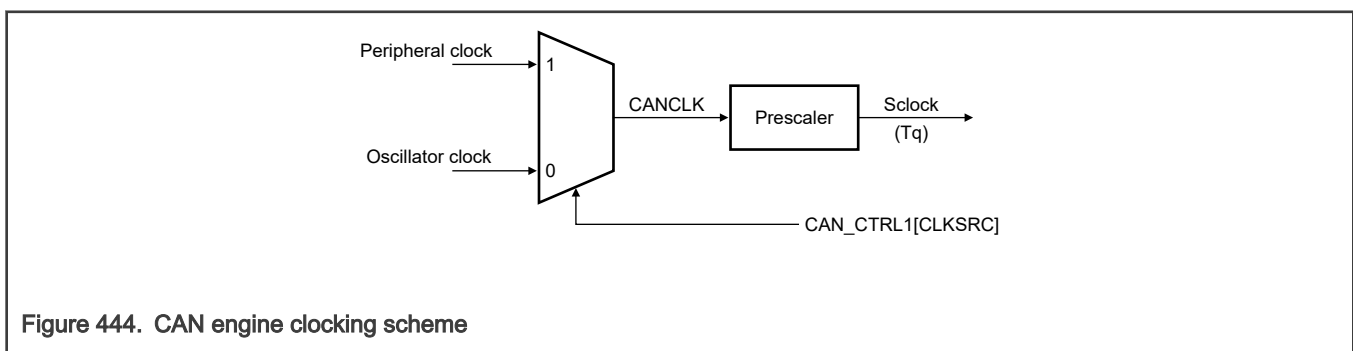 Peripheral clock
1
CANCLK
Prescaler
Sclock
(Tq)
Oscillator clock
0
CAN_CTRL1[CLKSRC]
Figure 444. CAN engine clocking scheme